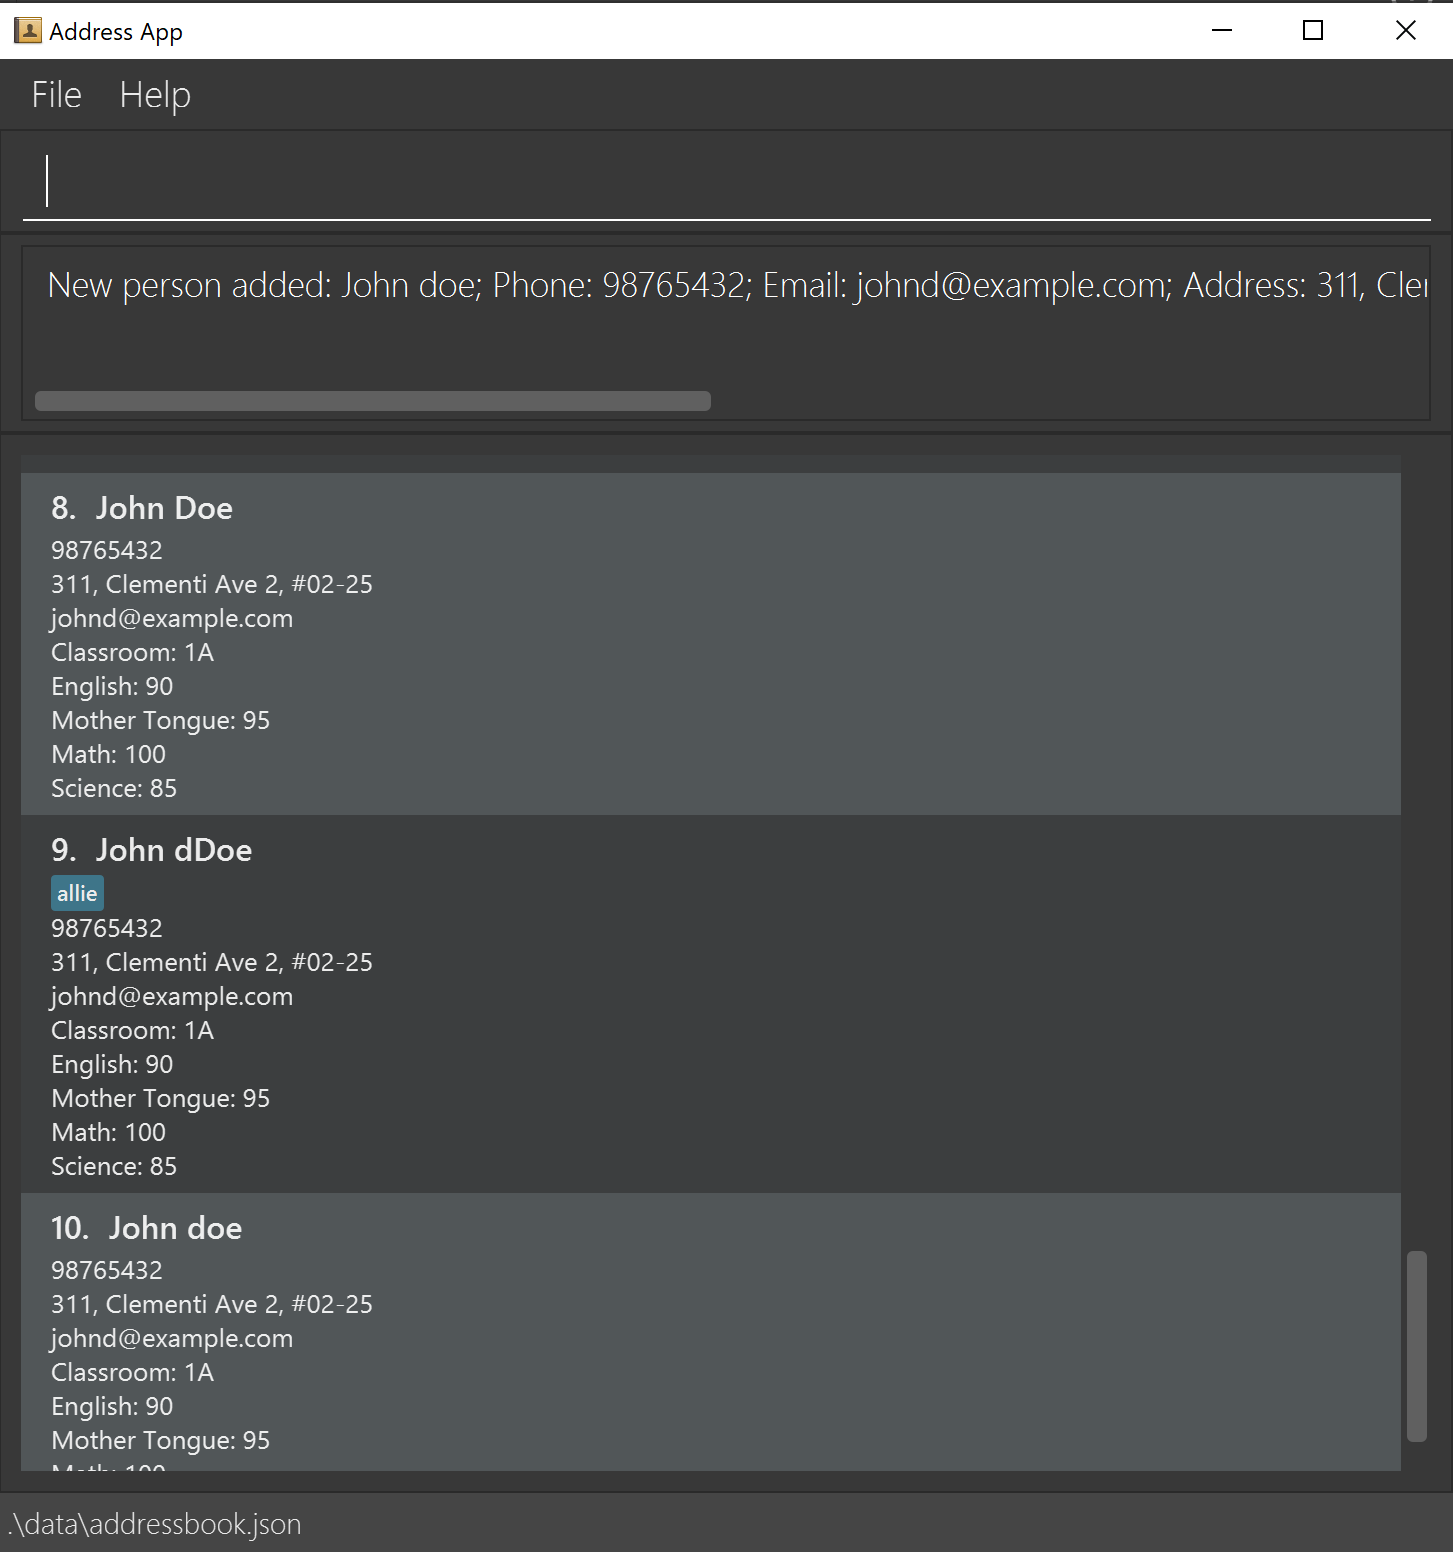 Address App
File Help
New person added: John doe; Phone: 98765432; Email: johnd@example.com; Address: 311, Cle
8. John Doe
98765432
311, Clementi Ave 2, #02-25
johnd@example.com
Classroom: 1A
English: 90
Mother Tongue: 95
Math: 100
Science: 85
9. John dDoe
allie
98765432
311, Clementi Ave 2, #02-25
johnd@example.com
Classroom: 1A
English: 90
Mother Tongue: 95
Math: 100
Science: 85
10. John doe
98765432
311, Clementi Ave 2, #02-25
johnd@example.com
Classroom: 1A
English: 90
Mother Tongue: 95
Math: 100
.\data\addressbook.json